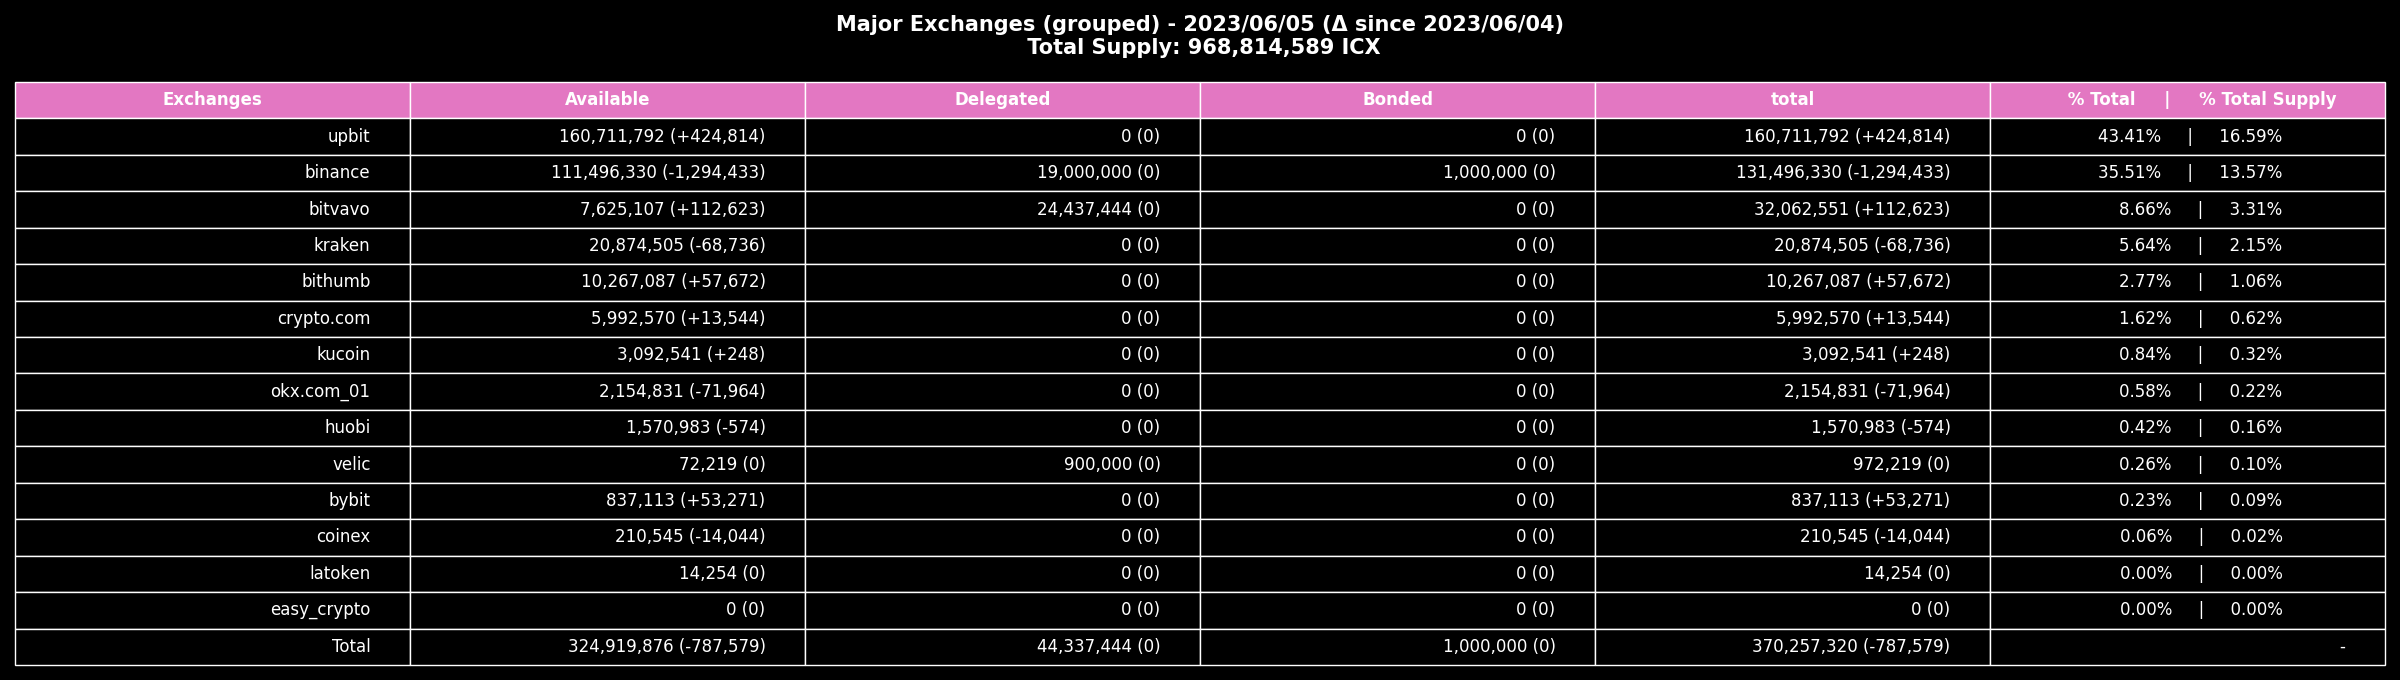 Major Exchanges (grouped) - 2023/06/05 (Δ since 2023/06/04)
Total Supply: 968,814,589 ICX
Exchanges Available Delegated Bonded total % Total | % Total Supply
upbit 160,711,792 (+424,814) 0 (0) 0 (0) 160,711,792 (+424,814) 43.41% | 16.59%
binance 111,496,330 (-1,294,433) 19,000,000 (0) 1,000,000 (0) 131,496,330 (-1,294,433) 35.51% | 13.57%
bitvavo 7,625,107 (+112,623) 24,437,444 (0) 0 (0) 32,062,551 (+112,623) 8.66% | 3.31%
kraken 20,874,505 (-68,736) 0 (0) 0 (0) 20,874,505 (-68,736) 5.64% | 2.15%
bithumb 10,267,087 (+57,672) 0 (0) 0 (0) 10,267,087 (+57,672) 2.77% | 1.06%
crypto.com 5,992,570 (+13,544) 0 (0) 0 (0) 5,992,570 (+13,544) 1.62% | 0.62%
kucoin 3,092,541 (+248) 0 (0) 0 (0) 3,092,541 (+248) 0.84% | 0.32%
okx.com_01 2,154,831 (-71,964) 0 (0) 0 (0) 2,154,831 (-71,964) 0.58% | 0.22%
huobi 1,570,983 (-574) 0 (0) 0 (0) 1,570,983 (-574) 0.42% | 0.16%
velic 72,219 (0) 900,000 (0) 0 (0) 972,219 (0) 0.26% | 0.10%
bybit 837,113 (+53,271) 0 (0) 0 (0) 837,113 (+53,271) 0.23% | 0.09%
coinex 210,545 (-14,044) 0 (0) 0 (0) 210,545 (-14,044) 0.06% | 0.02%
latoken 14,254 (0) 0 (0) 0 (0) 14,254 (0) 0.00% | 0.00%
easy_crypto 0 (0) 0 (0) 0 (0) 0 (0) 0.00% | 0.00%
Total 324,919,876 (-787,579) 44,337,444 (0) 1,000,000 (0) 370,257,320 (-787,579) -